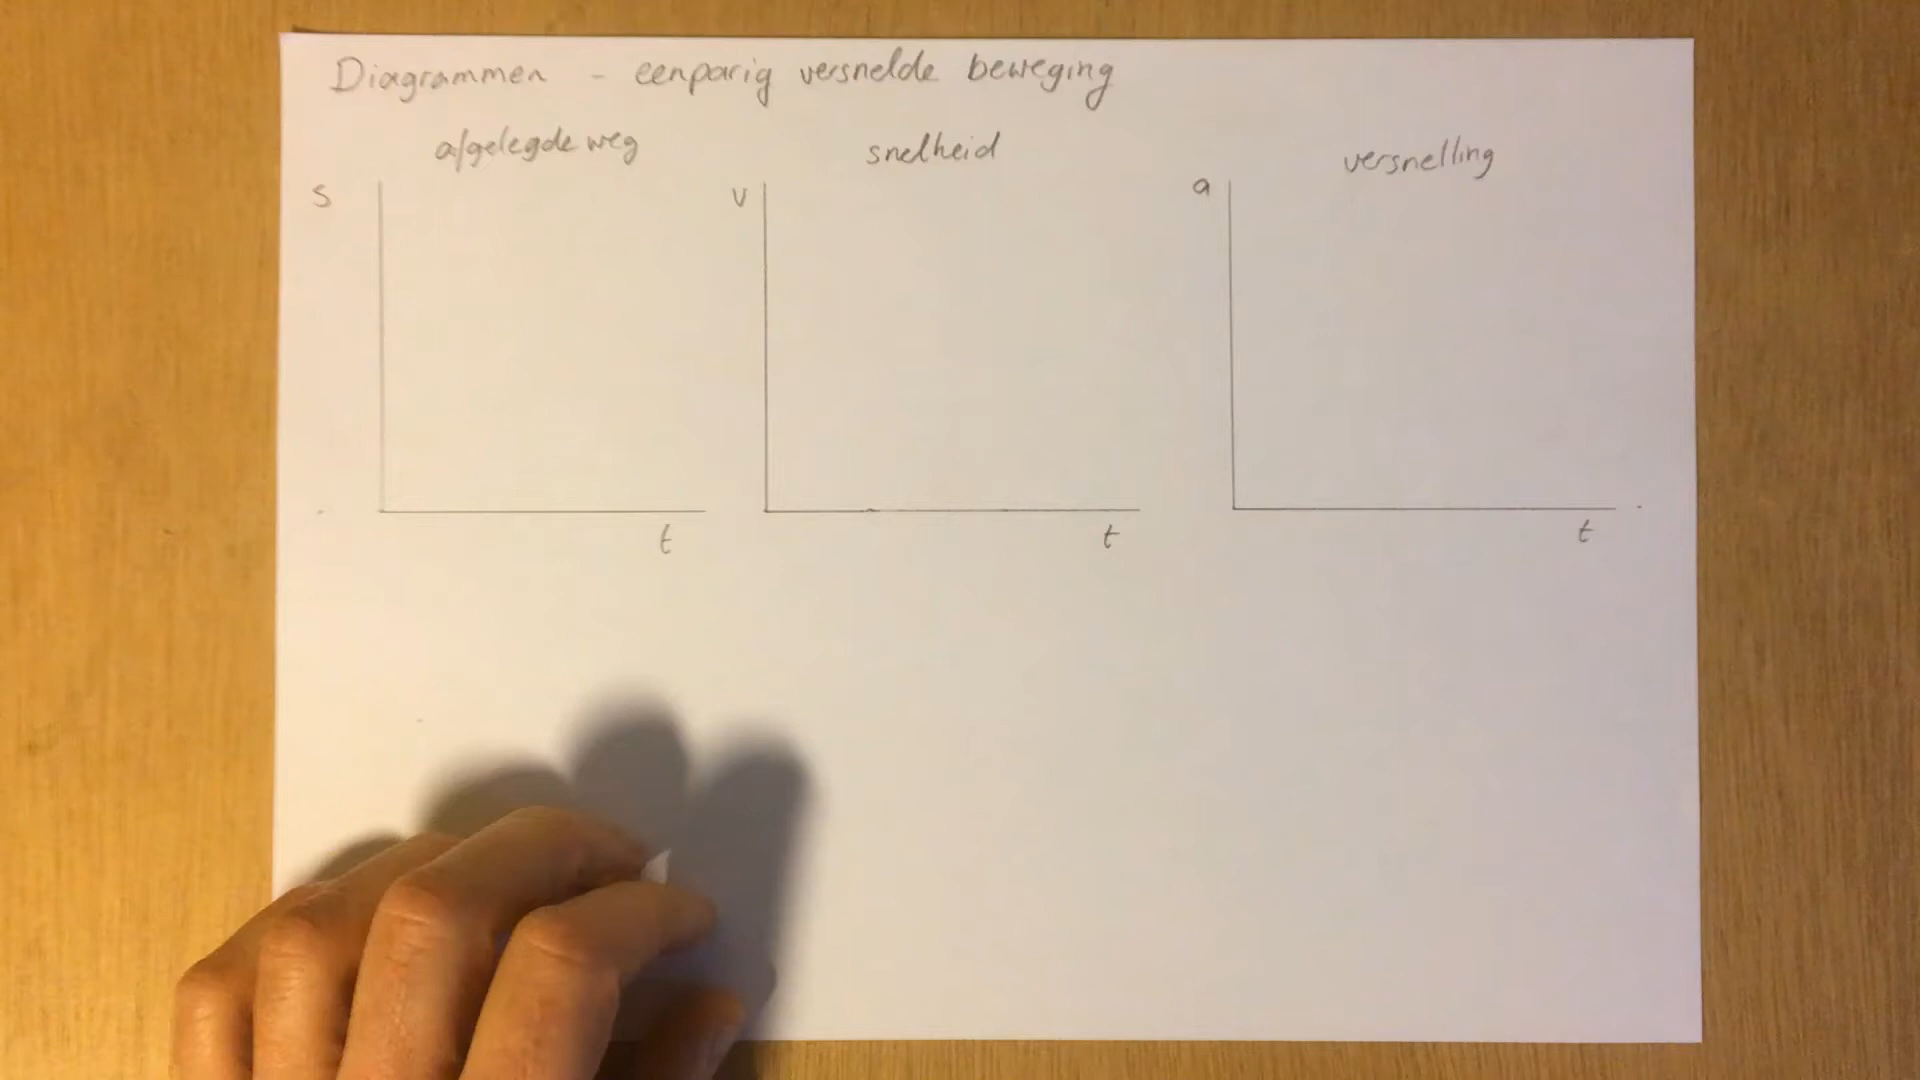 Diagrammen - eenparig versnelde beweging
afgelegde weg
snelheid
versnelling
s
v
a
t
t
t